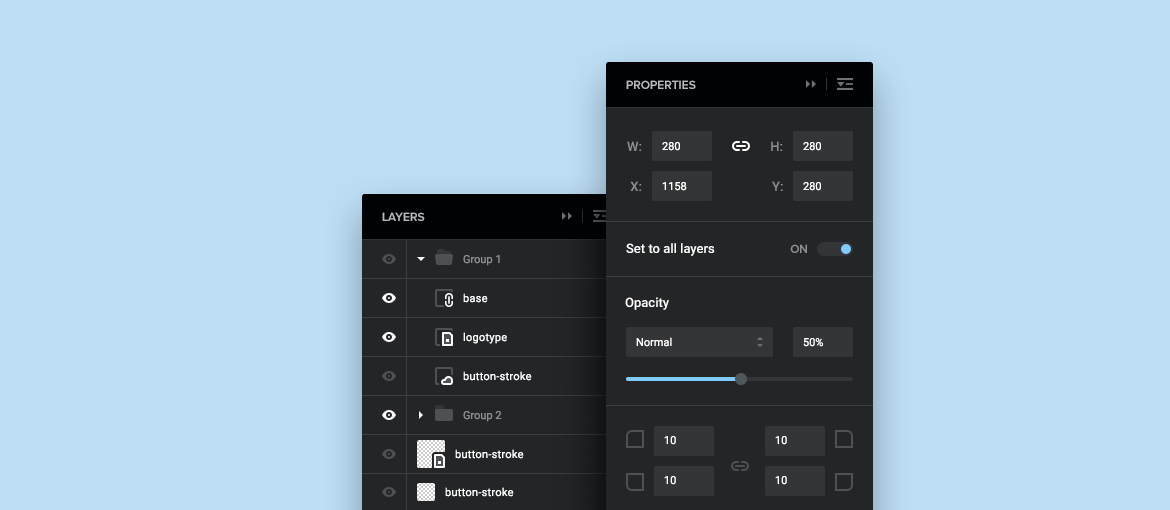 PROPERTIES
W: 280 H: 280
X: 1158 Y: 280
Set to all layers ON
Opacity
Normal 50%
10 10
10 10
LAYERS
Group 1
base
logotype
button-stroke
Group 2
button-stroke
button-stroke